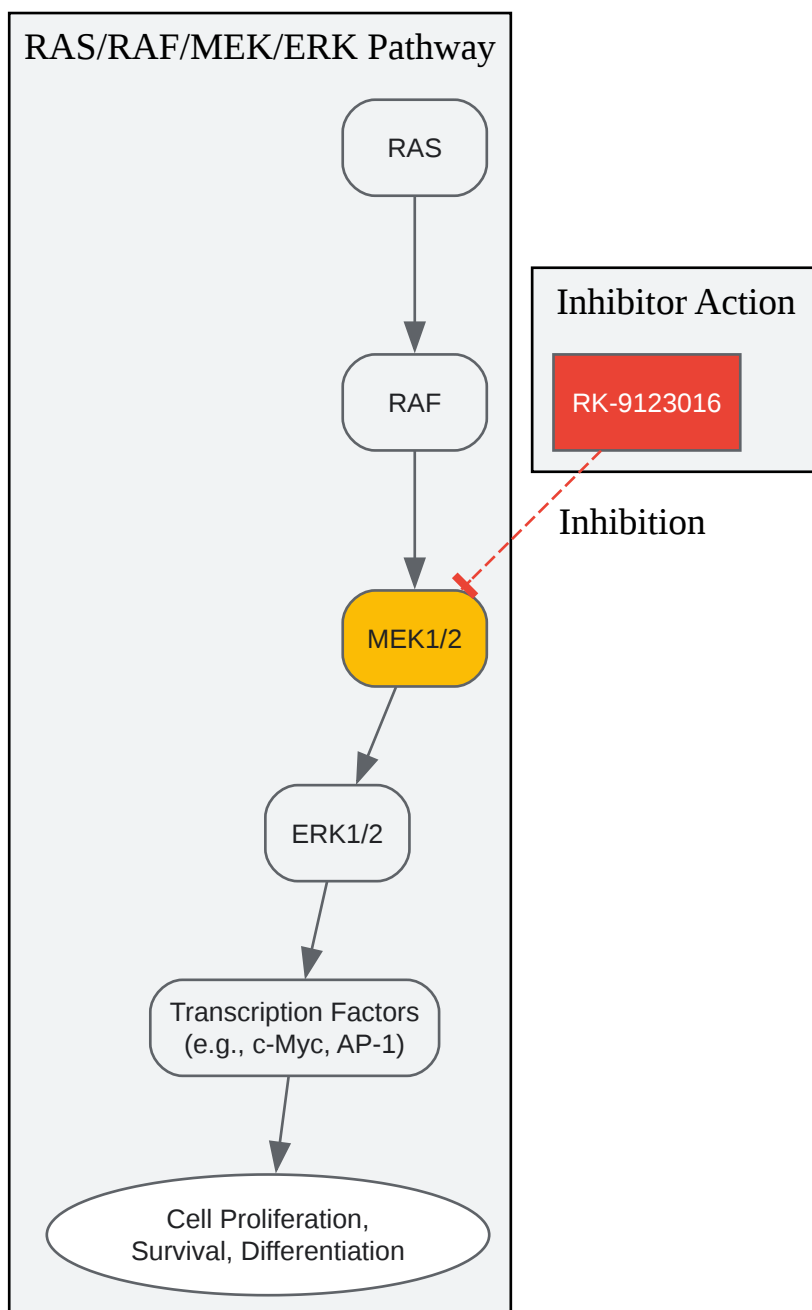 RAS/RAF/MEK/ERK Pathway
RAS
Inhibitor Action
RAF
RK-9123016
Inhibition
MEK1/2
ERK1/2
Transcription Factors
(e.g., c-Myc, AP-1)
Cell Proliferation,
Survival, Differentiation